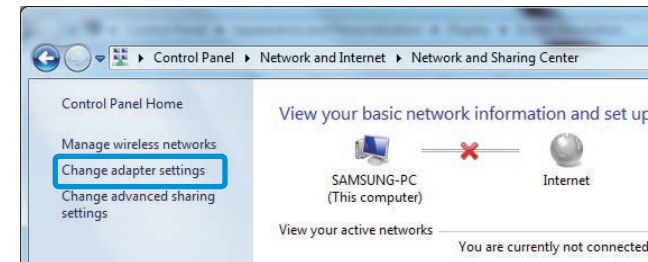 Control Panel ▸ Network and Internet ▸ Network and Sharing Center
Control Panel Home
Manage wireless networks
Change adapter settings
Change advanced sharing
settings
View your basic network information and set up
SAMSUNG-PC
(This computer)
Internet
View your active networks
You are currently not connected